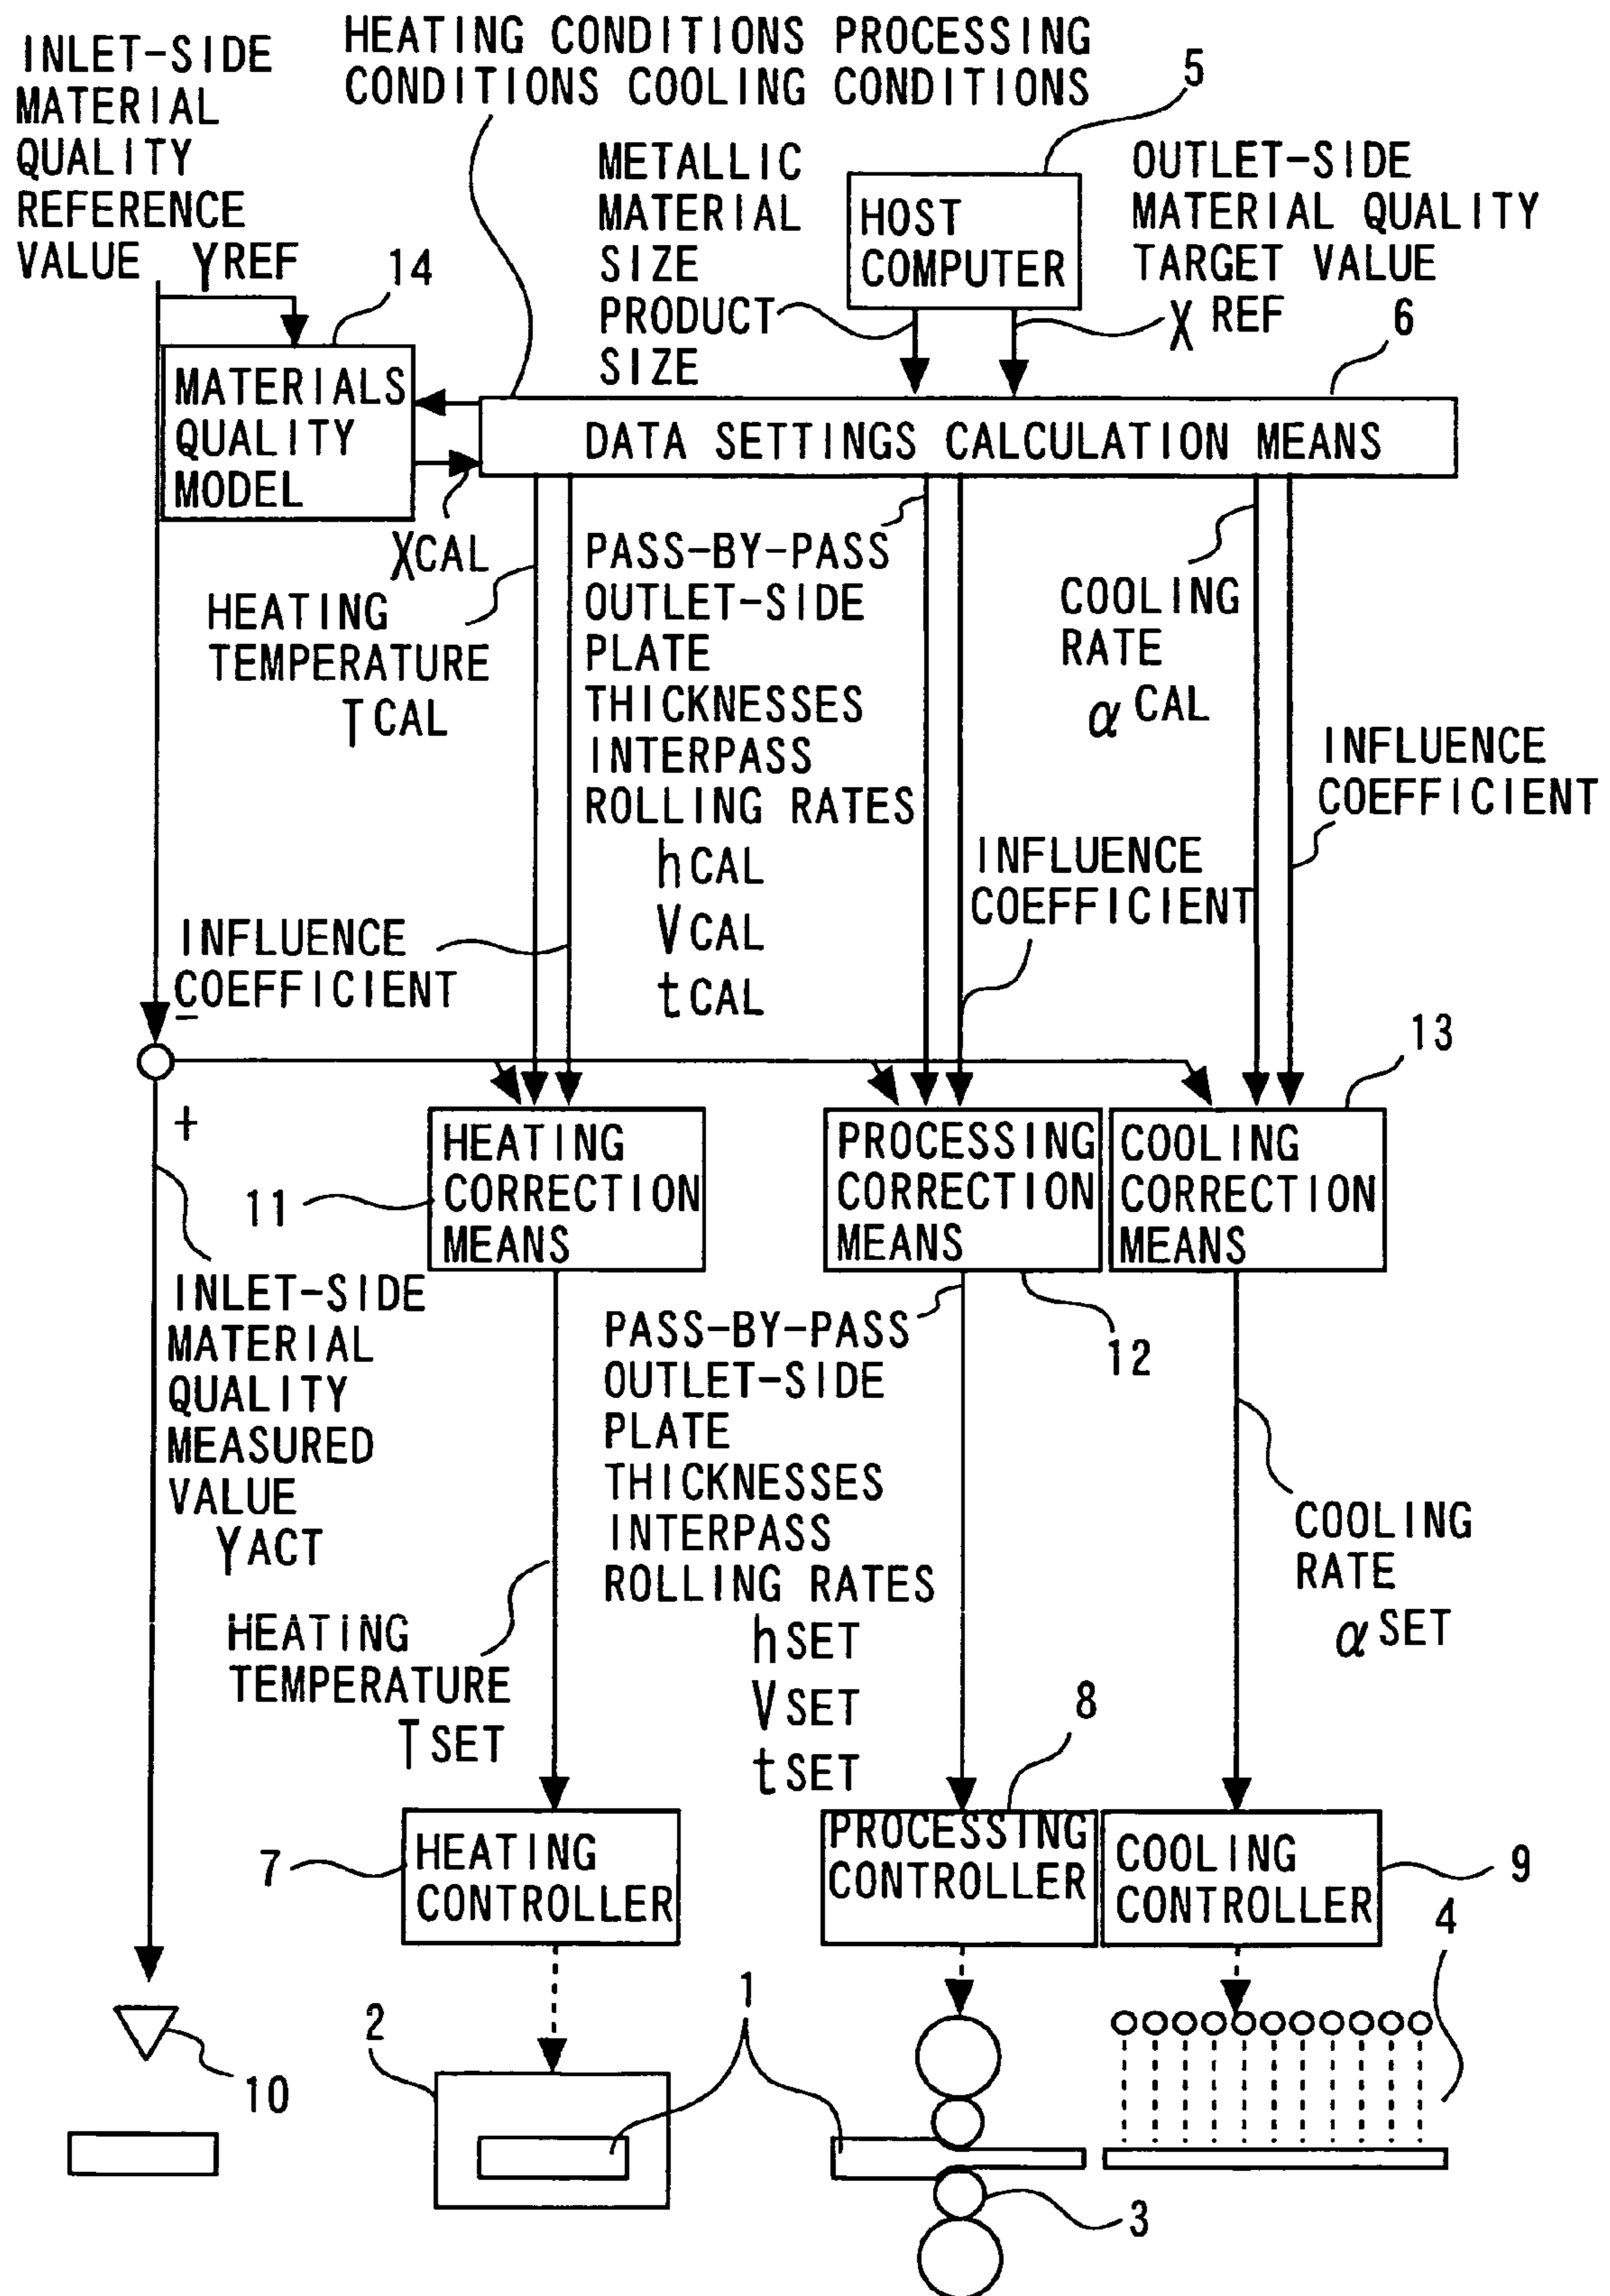 INLET-SIDE
MATERIAL
QUALITY
REFERENCE
VALUE YREF
HEATING CONDITIONS PROCESSING
CONDITIONS COOLING CONDITIONS
5
METALLIC
MATERIAL
SIZE
PRODUCT
SIZE
HOST
COMPUTER
OUTLET-SIDE
MATERIAL QUALITY
TARGET VALUE
X REF
14
6
MATERIALS
QUALITY
MODEL
DATA SETTINGS CALCULATION MEANS
XCAL
HEATING
TEMPERATURE
TCAL
PASS-BY-PASS
OUTLET-SIDE
PLATE
THICKNESSES
INTERPASS
ROLLING RATES
hCAL
VCAL
tCAL
COOLING
RATE
α CAL
INFLUENCE
COEFFICIENT
INFLUENCE
COEFFICIENT
INFLUENCE
COEFFICIENT
−
+
13
11
HEATING
CORRECTION
MEANS
PROCESSING
CORRECTION
MEANS
COOLING
CORRECTION
MEANS
12
INLET-SIDE
MATERIAL
QUALITY
MEASURED
VALUE
YACT
HEATING
TEMPERATURE
TSET
PASS-BY-PASS
OUTLET-SIDE
PLATE
THICKNESSES
INTERPASS
ROLLING RATES
hSET
VSET
tSET
COOLING
RATE
α SET
8
7
HEATING
CONTROLLER
PROCESSING
CONTROLLER
COOLING
CONTROLLER
9
4
10
2
1
3